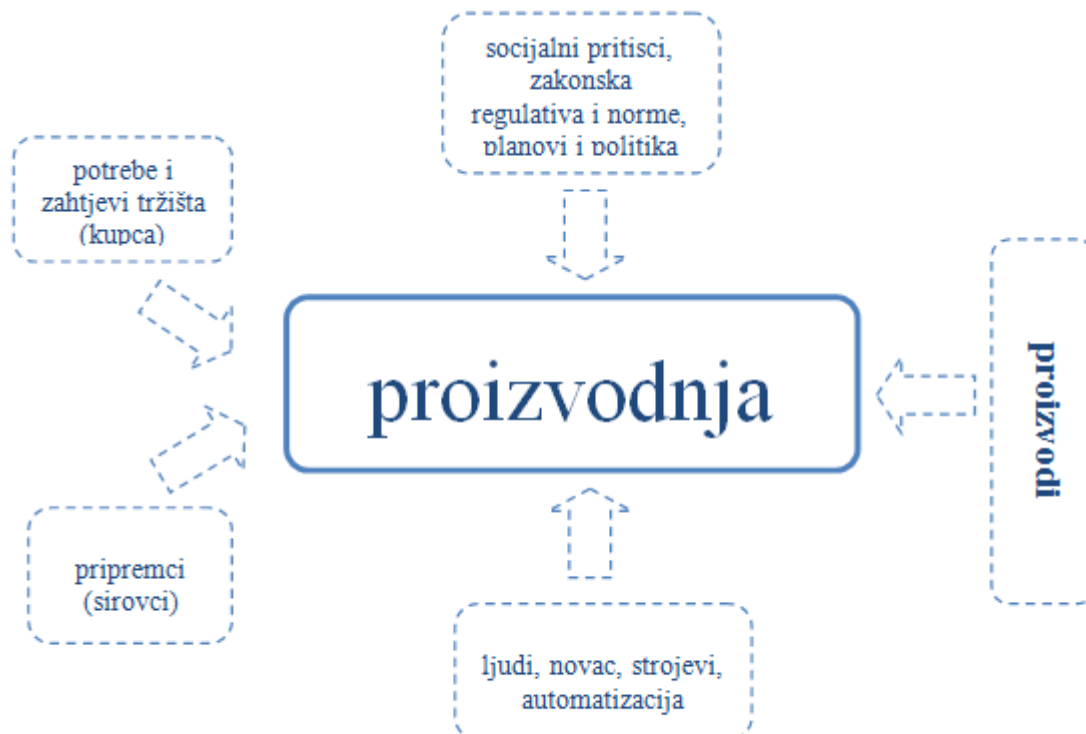 socijalni pritisci,
zakonska
regulativa i norme,
planovi i politika
potrebe i
zahtjevi tržišta
(kupca)
proizvodnja
proizvodi
pripremci
(sirovci)
ljudi, novac, strojevi,
automatizacija